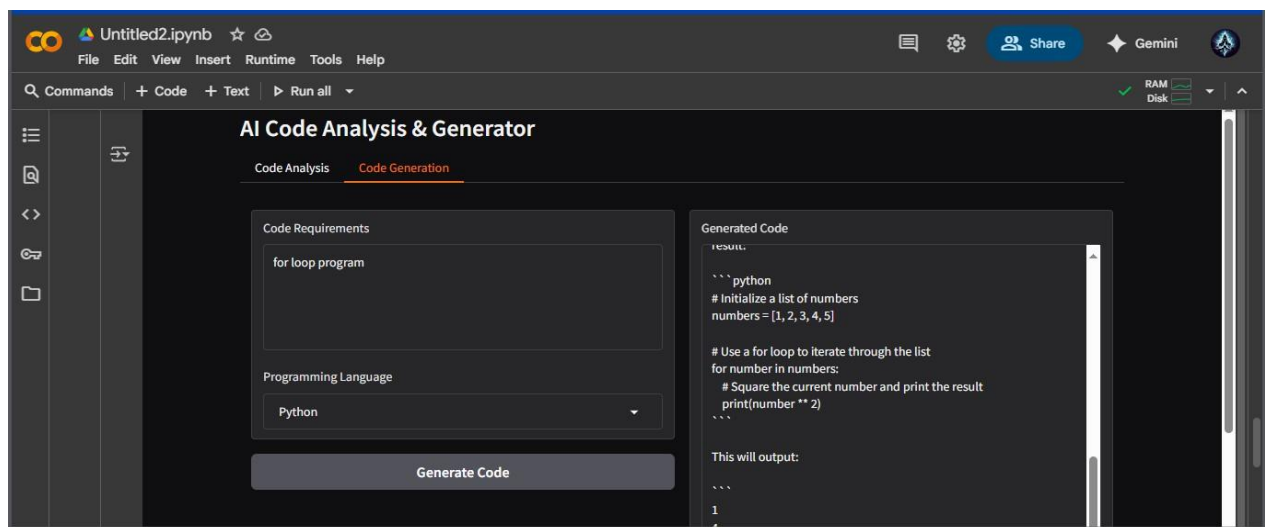 Untitled2.ipynb
File Edit View Insert Runtime Tools Help
Share
Gemini
Commands + Code + Text Run all
RAM
Disk
AI Code Analysis & Generator
Code Analysis Code Generation
Code Requirements
for loop program
Programming Language
Python
Generate Code
Generated Code
result:
```python
# Initialize a list of numbers
numbers = [1, 2, 3, 4, 5]
# Use a for loop to iterate through the list
for number in numbers:
# Square the current number and print the result
print(number ** 2)
```
This will output:
```
1